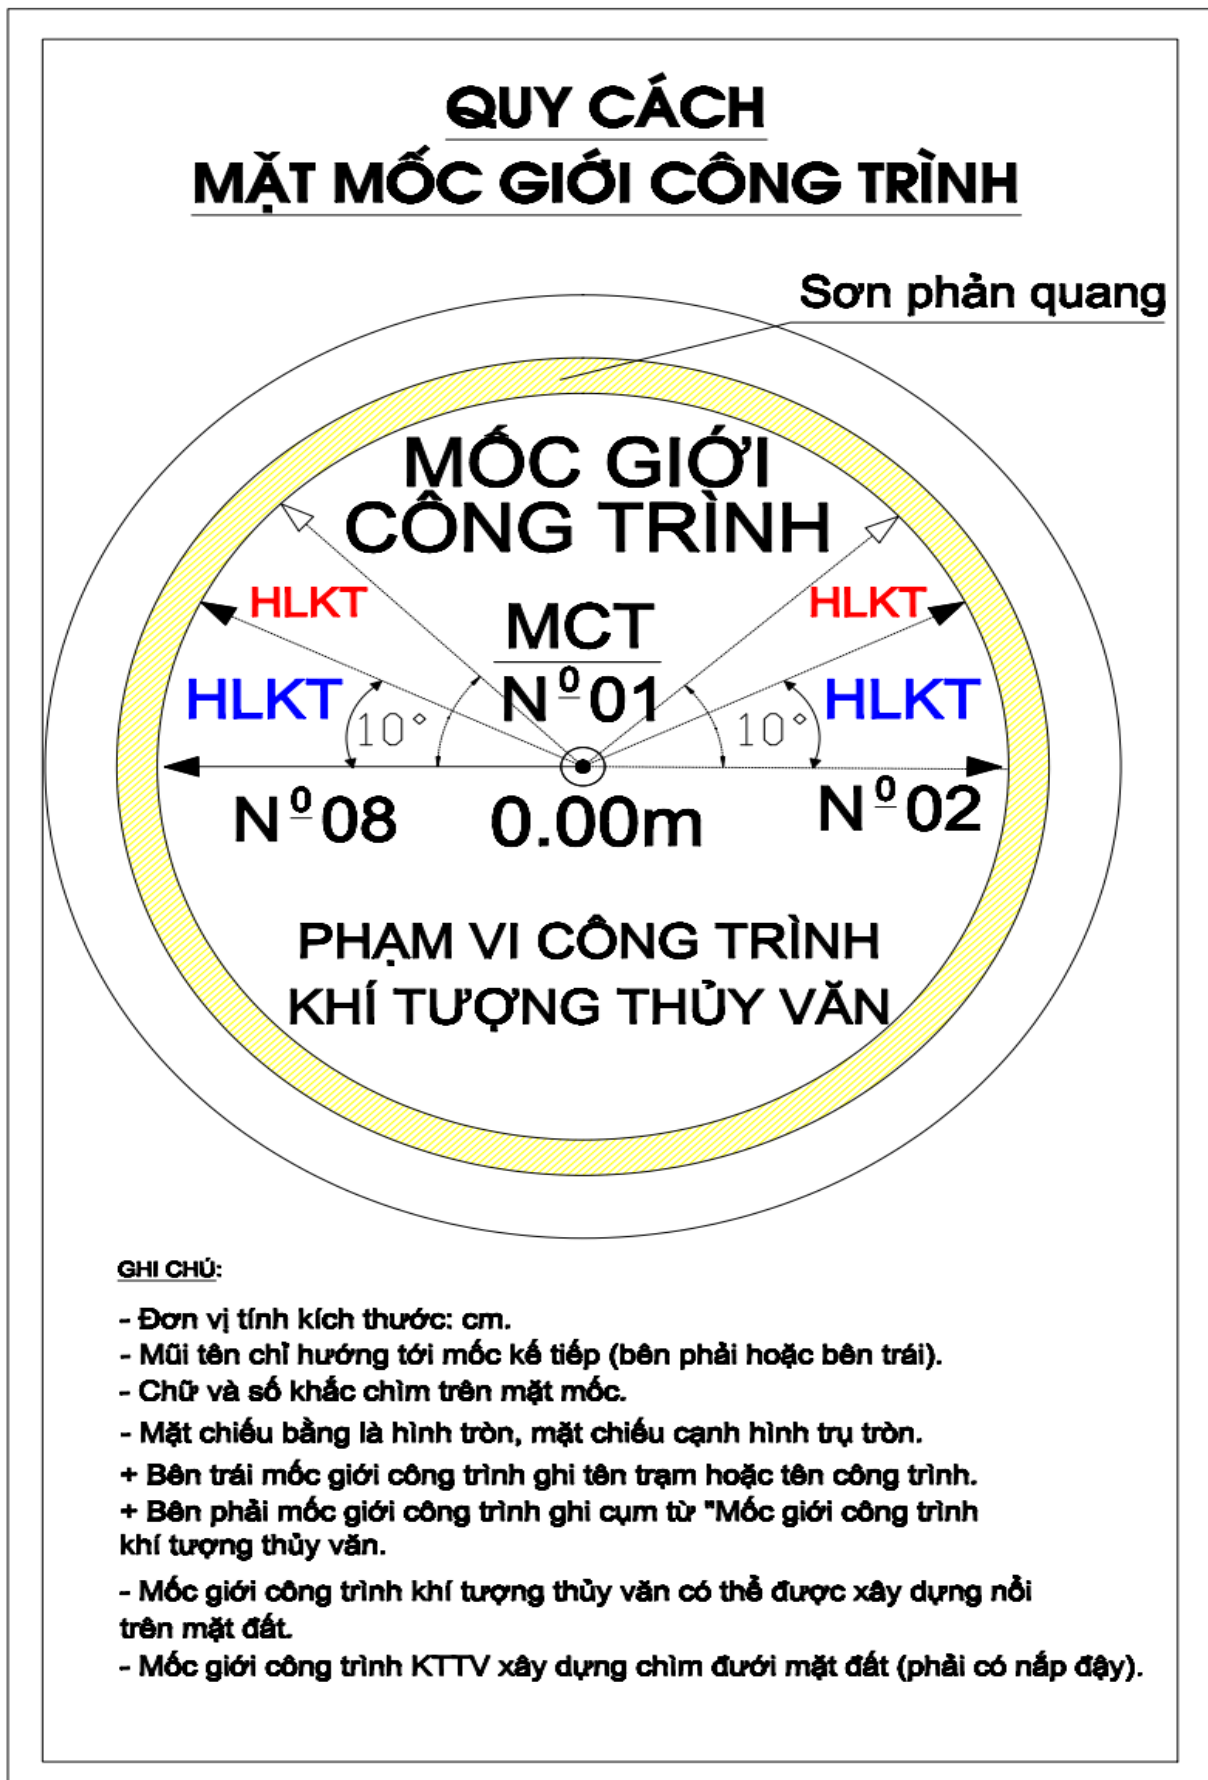 QUY CÁCH
MẶT MỐC GIỚI CÔNG TRÌNH
Sơn phản quang
MỐC GIỚI
CÔNG TRÌNH
HLKT
HLKT
MCT
HLKT
Nº 01
HLKT
10°
10°
Nº 08
0.00m
Nº 02
PHẠM VI CÔNG TRÌNH
KHÍ TƯỢNG THỦY VĂN
GHI CHÚ:
- Đơn vị tính kích thước: cm.
- Mũi tên chỉ hướng tới mốc kế tiếp (bên phải hoặc bên trái).
- Chữ và số khắc chìm trên mặt mốc.
- Mặt chiếu bằng là hình tròn, mặt chiếu cạnh hình trụ tròn.
+ Bên trái mốc giới công trình ghi tên trạm hoặc tên công trình.
+ Bên phải mốc giới công trình ghi cụm từ "Mốc giới công trình
khí tượng thủy văn.
- Mốc giới công trình khí tượng thủy văn có thể được xây dựng nổi
trên mặt đất.
- Mốc giới công trình KTTV xây dựng chìm đưới mặt đất (phải có nắp đậy).